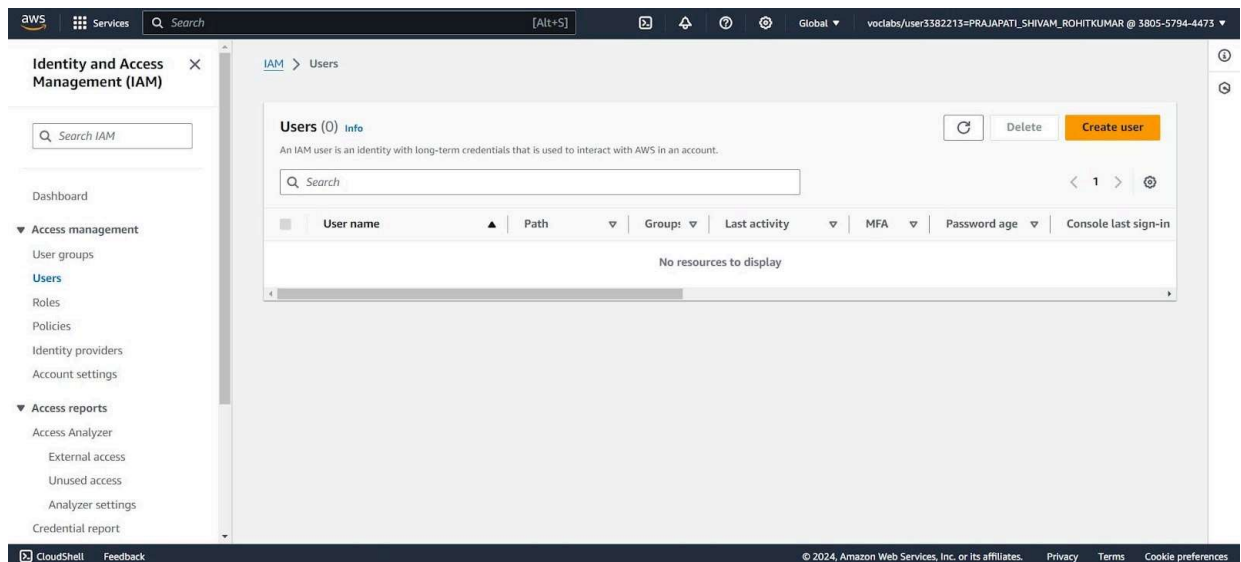 aws Services Search [Alt+S] Global voclabs/user3382213=PRAJAPATI_SHIVAM_ROHITKUMAR @ 3805-5794-4473
Identity and Access
Management (IAM)
Search IAM
Dashboard
Access management
User groups
Users
Roles
Policies
Identity providers
Account settings
Access reports
Access Analyzer
External access
Unused access
Analyzer settings
Credential report
IAM > Users
Users (0) Info
Delete
Create user
An IAM user is an identity with long-term credentials that is used to interact with AWS in an account.
Search
< 1 >
User name Path Groups Last activity MFA Password age Console last sign-in
No resources to display
CloudShell Feedback © 2024, Amazon Web Services, Inc. or its affiliates. Privacy Terms Cookie preferences